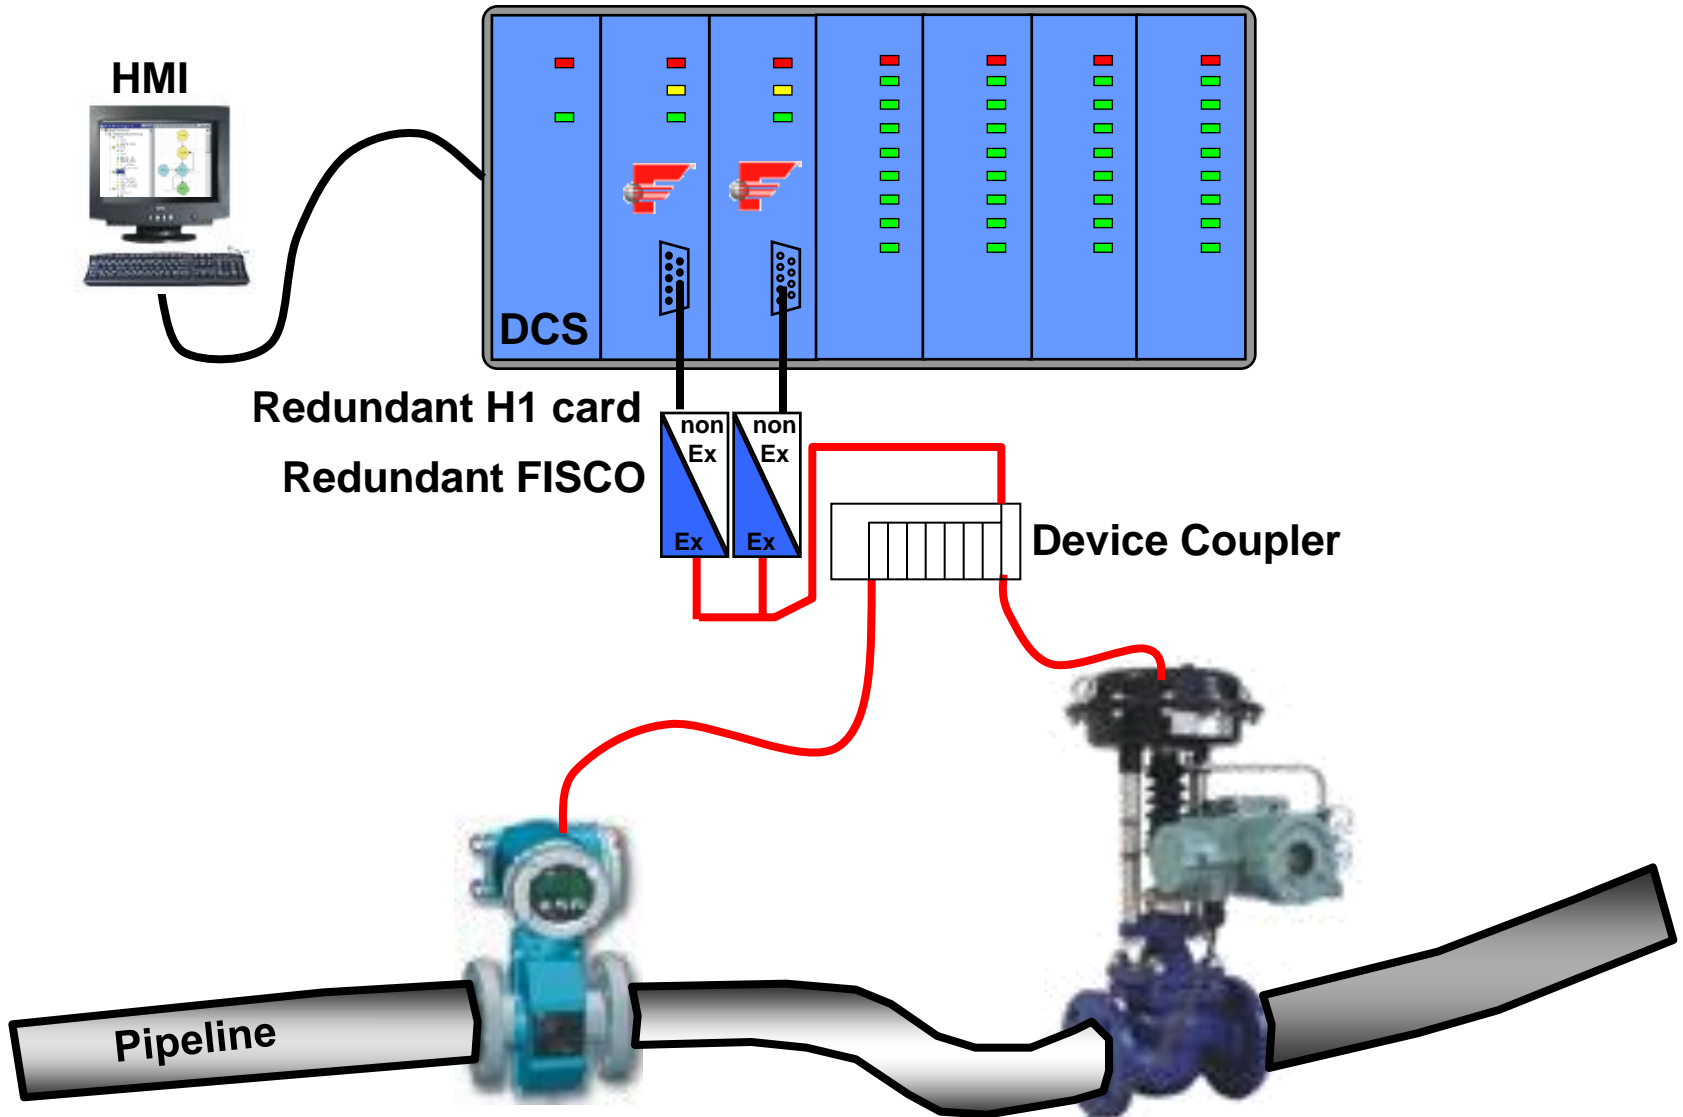 HMI
DCS
Redundant H1 card
Redundant FISCO
non
Ex
Ex
non
Ex
Ex
Device Coupler
Pipeline